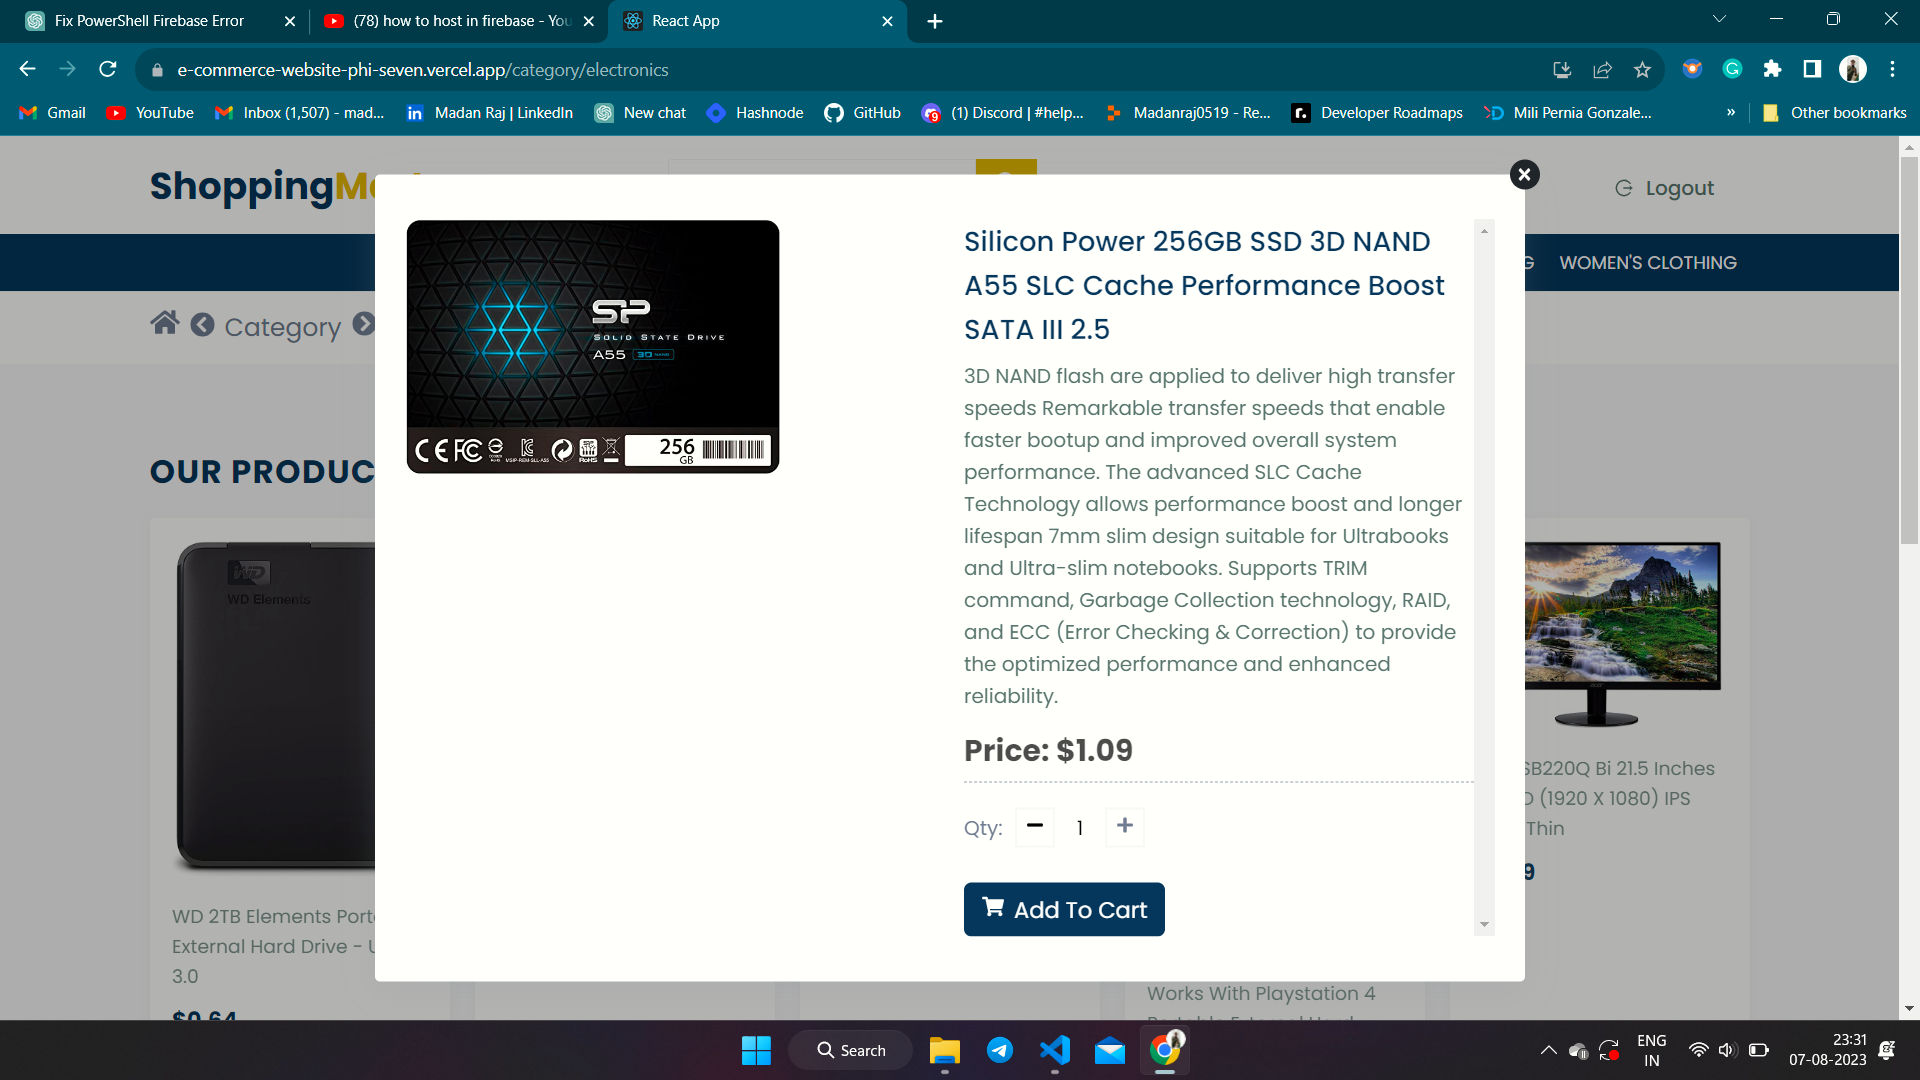 Fix PowerShell Firebase Error
(78) how to host in firebase - You
React App
e-commerce-website-phi-seven.vercel.app/category/electronics
Gmail
YouTube
Inbox (1,507) - mad...
Madan Raj | LinkedIn
New chat
Hashnode
GitHub
(1) Discord | #help...
Madanraj0519 - Re...
Developer Roadmaps
Mili Pernia Gonzale...
»
Other bookmarks
Shopping
Logout
G WOMEN'S CLOTHING
Category
OUR PRODUC
WD
WD Elements
WD 2TB Elements Port
External Hard Drive - U
3.0
$0.64
SP
SOLID STATE DRIVE
A55 3D NAND
CE FC
RoHS
256
GB
Silicon Power 256GB SSD 3D NAND
A55 SLC Cache Performance Boost
SATA III 2.5
3D NAND flash are applied to deliver high transfer
speeds Remarkable transfer speeds that enable
faster bootup and improved overall system
performance. The advanced SLC Cache
Technology allows performance boost and longer
lifespan 7mm slim design suitable for Ultrabooks
and Ultra-slim notebooks. Supports TRIM
command, Garbage Collection technology, RAID,
and ECC (Error Checking & Correction) to provide
the optimized performance and enhanced
reliability.
Price: $1.09
Qty: - 1 +
Add To Cart
SB220Q Bi 21.5 Inches
D (1920 X 1080) IPS
Thin
9
Works With Playstation 4
Search
ENG
IN
23:31
07-08-2023